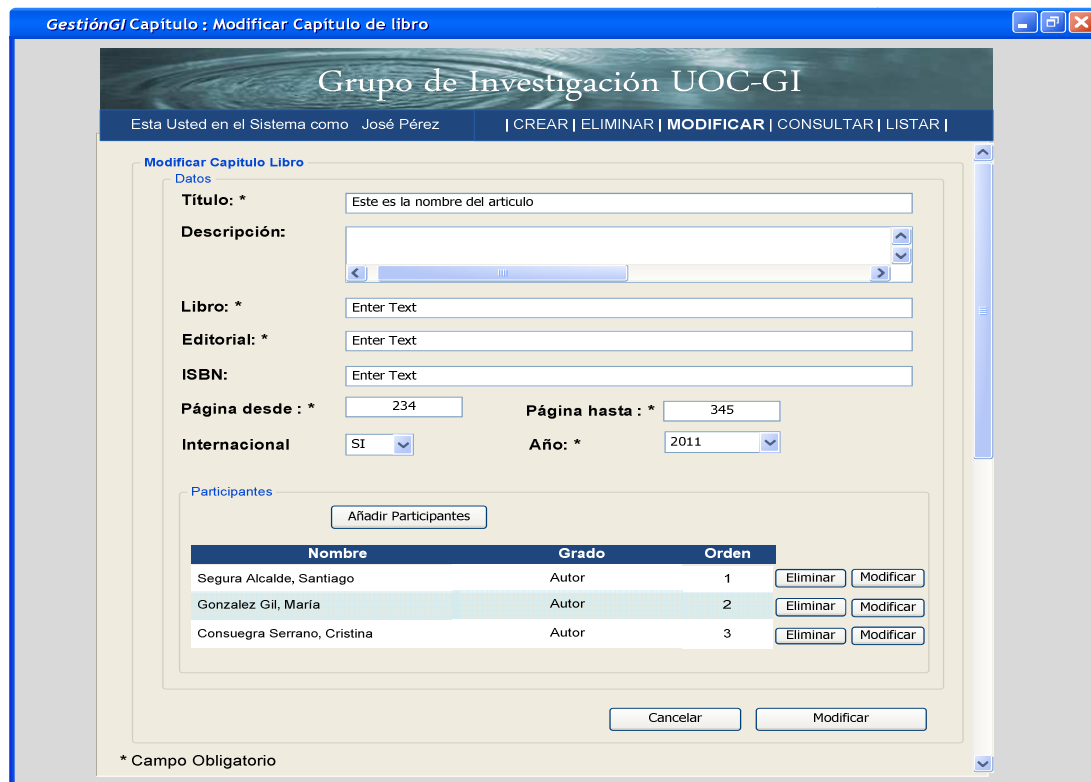 GestiónGI Capítulo : Modificar Capítulo de libro
Grupo de Investigación UOC-GI
Esta Usted en el Sistema como José Pérez | CREAR | ELIMINAR | MODIFICAR | CONSULTAR | LISTAR |
Modificar Capitulo Libro
Datos
Título: * Este es la nombre del articulo
Descripción:
Libro: * Enter Text
Editorial: * Enter Text
ISBN: Enter Text
Página desde : * 234 Página hasta : * 345
Internacional SI Año: * 2011
Participantes
Añadir Participantes
Nombre Grado Orden
Segura Alcalde, Santiago Autor 1 Eliminar Modificar
Gonzalez Gil, María Autor 2 Eliminar Modificar
Consuegra Serrano, Cristina Autor 3 Eliminar Modificar
Cancelar Modificar
* Campo Obligatorio